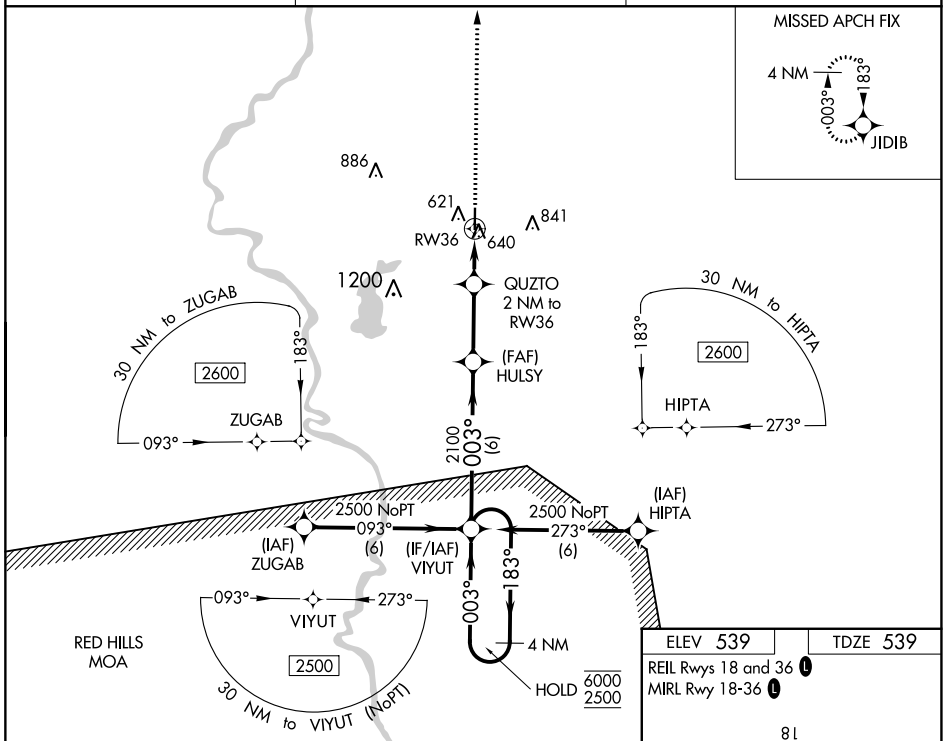 MISSED APCH FIX
4 NM
183°
003°
JIDIB
886
621
841
RW36
640
1200
QUZTO
2 NM to
RW36
30 NM to ZUGAB
183°
2600
ZUGAB
093°
30 NM to HIPTA
183°
2600
HIPTA
273°
(FAF)
HULSY
2100
003°
(6)
2500 NoPT
093°
(6)
(IAF)
ZUGAB
(IF/IAF)
VIYUT
2500 NoPT
273°
(6)
(IAF)
HIPTA
003°
183°
4 NM
HOLD
6000
2500
093°
273°
VIYUT
2500
30 NM to VIYUT (NoPT)
RED HILLS
MOA
ELEV 539
TDZE 539
REIL Rwys 18 and 36 L
MIRL Rwy 18-36 L
18